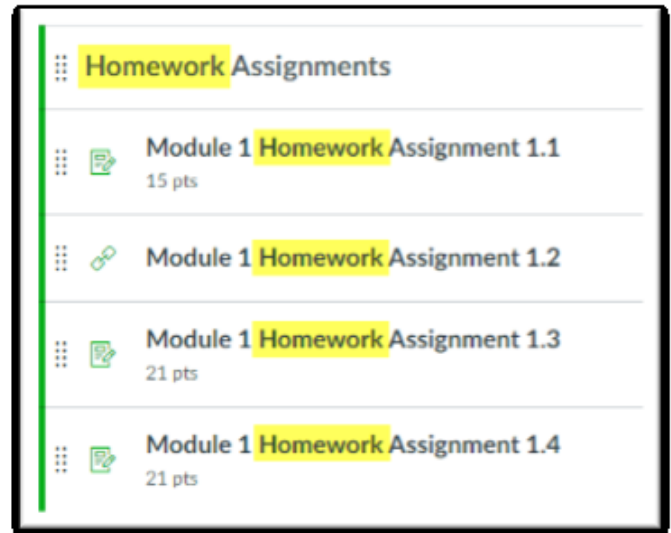 Homework Assignments
Module 1 Homework Assignment 1.1
15 pts
Module 1 Homework Assignment 1.2
Module 1 Homework Assignment 1.3
21 pts
Module 1 Homework Assignment 1.4
21 pts